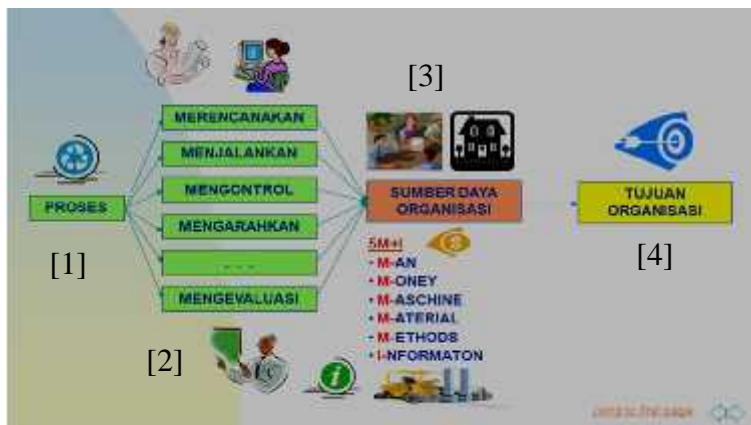 [3]
MERENCANAKAN
MENJALANKAN
MENGONTROL
MENGARAHKAN
. . .
MENGEVALUASI
PROSES
[1]
[2]
SUMBER DAYA
ORGANISASI
5M+I
• M-AN
• M-ONEY
• M-ASCHINE
• M-ATERIAL
• M-ETHODS
• I-NFORMATON
TUJUAN
ORGANISASI
[4]